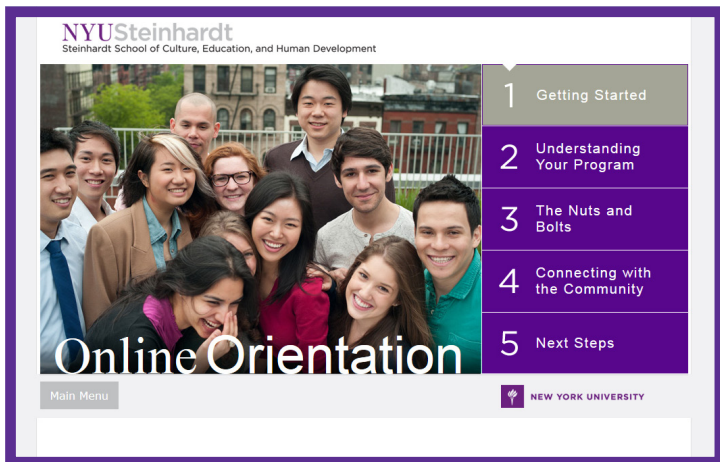 NYUSteinhardt
Steinhardt School of Culture, Education, and Human Development
1 Getting Started
2 Understanding
Your Program
3 The Nuts and
Bolts
4 Connecting with
the Community
5 Next Steps
Online Orientation
Main Menu
NEW YORK UNIVERSITY